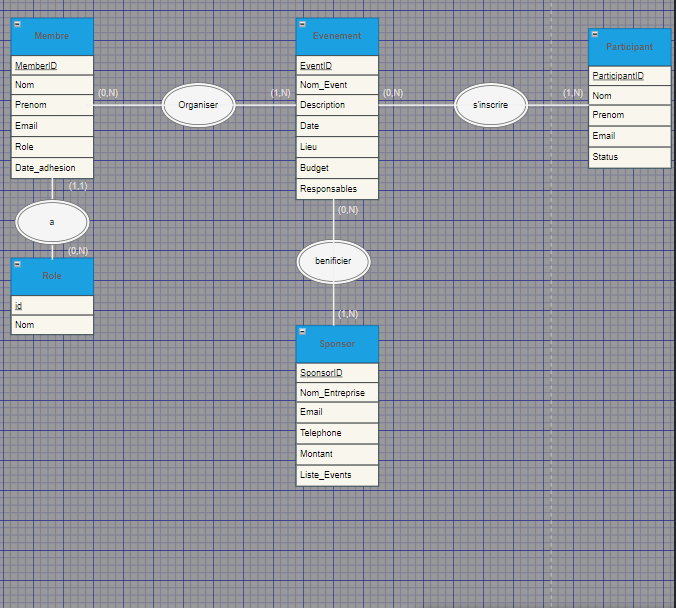 Membre
MemberID
Nom
Prenom
Email
Role
Date_adhesion
(0,N)
Organiser
(1,N)
Evenement
EventID
Nom_Event
Description
Date
Lieu
Budget
Responsables
(0,N)
s'inscrire
(1,N)
Participant
ParticipantID
Nom
Prenom
Email
Status
(1,1)
a
(0,N)
Role
id
Nom
(0,N)
benificier
(1,N)
Sponsor
SponsorID
Nom_Entreprise
Email
Telephone
Montant
Liste_Events